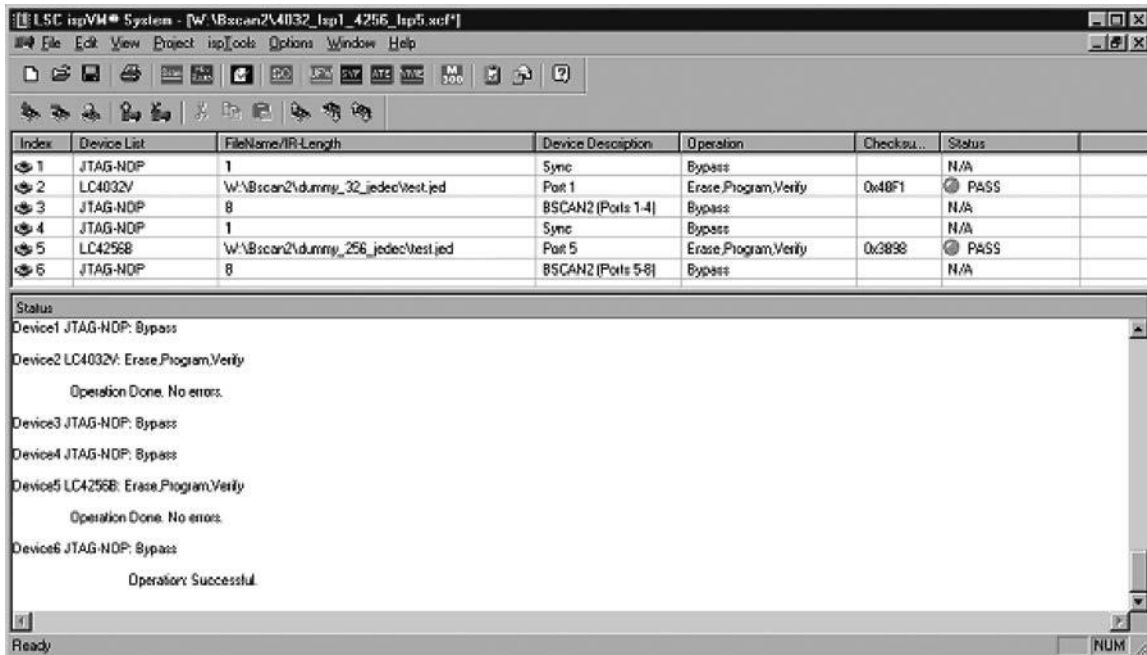 LSC ispVM® System - [W:\Bscan2\4032_lsp1_4256_lsp5.xcf*]
File Edit View Project ispTools Options Window Help
GO SVF ATE
Index Device List FileName/IR-Length Device Description Operation Checksu... Status
1 JTAG-NOP 1 Sync Bypass N/A
2 LC4032V W:\Bscan2\dummy_32_jedec\test.jed Port 1 Erase,Program,Verify 0x48F1 PASS
3 JTAG-NOP 8 BSCAN2 (Ports 1-4) Bypass N/A
4 JTAG-NOP 1 Sync Bypass N/A
5 LC4256B W:\Bscan2\dummy_256_jedec\test.jed Port 5 Erase,Program,Verify 0x3898 PASS
6 JTAG-NOP 8 BSCAN2 (Ports 5-8) Bypass N/A
Status
Device1 JTAG-NOP: Bypass
Device2 LC4032V: Erase,Program,Verify
Operation Done. No errors.
Device3 JTAG-NOP: Bypass
Device4 JTAG-NOP: Bypass
Device5 LC4256B: Erase,Program,Verify
Operation Done. No errors.
Device6 JTAG-NOP: Bypass
Operation: Successful.
Ready NUM